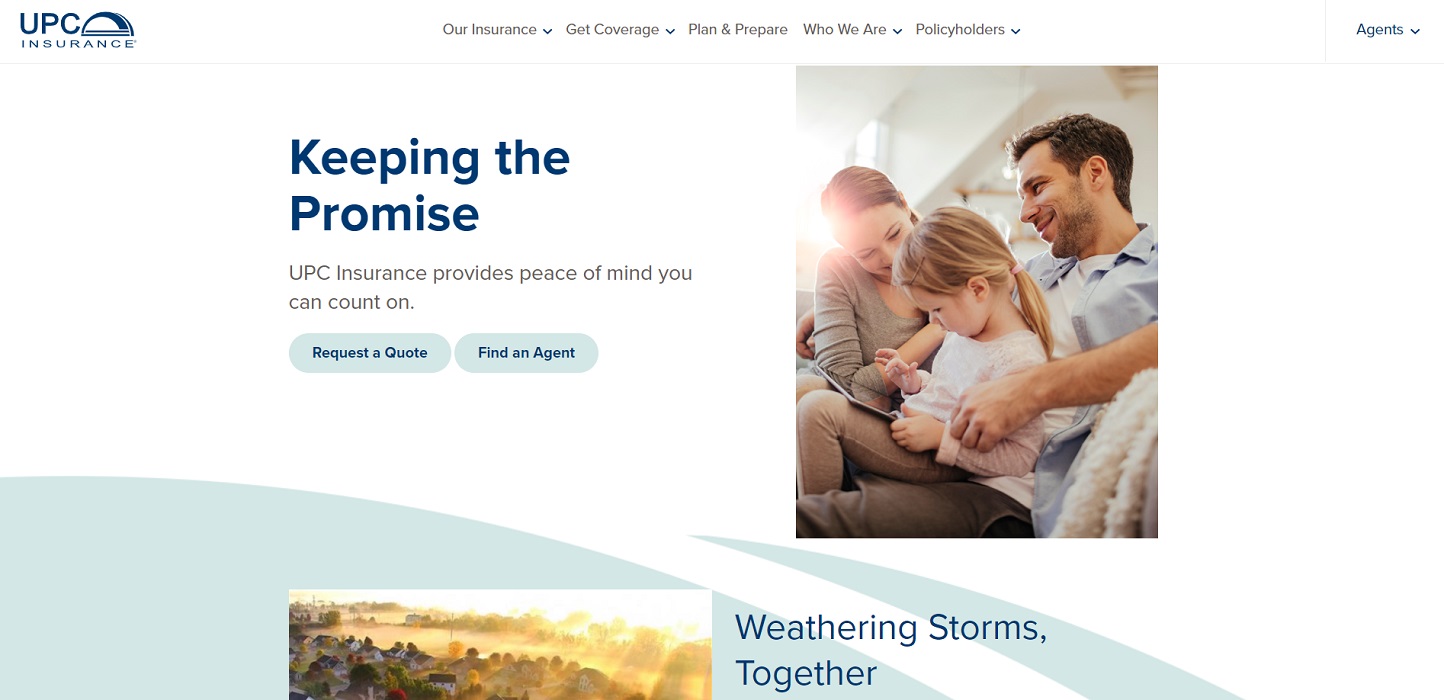 UPC
INSURANCE
Our Insurance Get Coverage Plan & Prepare Who We Are Policyholders Agents
Keeping the
Promise
UPC Insurance provides peace of mind you
can count on.
Request a Quote Find an Agent
Weathering Storms,
Together